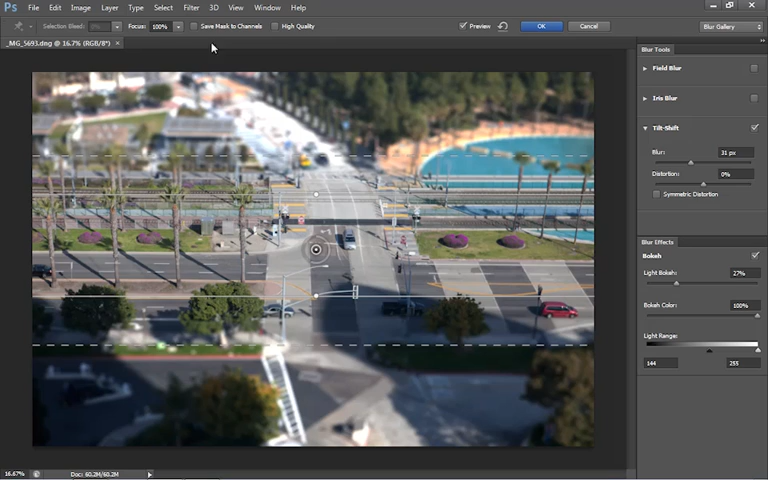 Ps File Edit Image Layer Type Select Filter 3D View Window Help
Selection Bleed: 0% Focus: 100% Save Mask to Channels High Quality Preview OK Cancel Blur Gallery
_MG_5693.dng @ 16.7% (RGB/8*) ×
Blur Tools
Field Blur
Iris Blur
Tilt-Shift
Blur: 31 px
Distortion: 0%
Symmetric Distortion
Blur Effects
Bokeh
Light Bokeh: 27%
Bokeh Color: 100%
Light Range:
144 255
16.67% Doc: 60.2M/60.2M